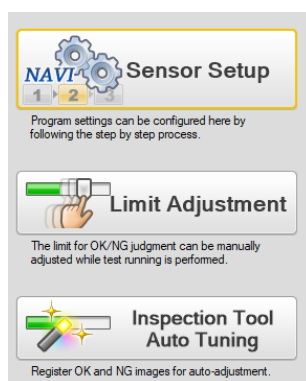 NAVI
Sensor Setup
1 2 3
Program settings can be configured here by
following the step by step process.
Limit Adjustment
The limit for OK/NG judgment can be manually
adjusted while test running is performed.
Inspection Tool
Auto Tuning
Register OK and NG images for auto-adjustment.